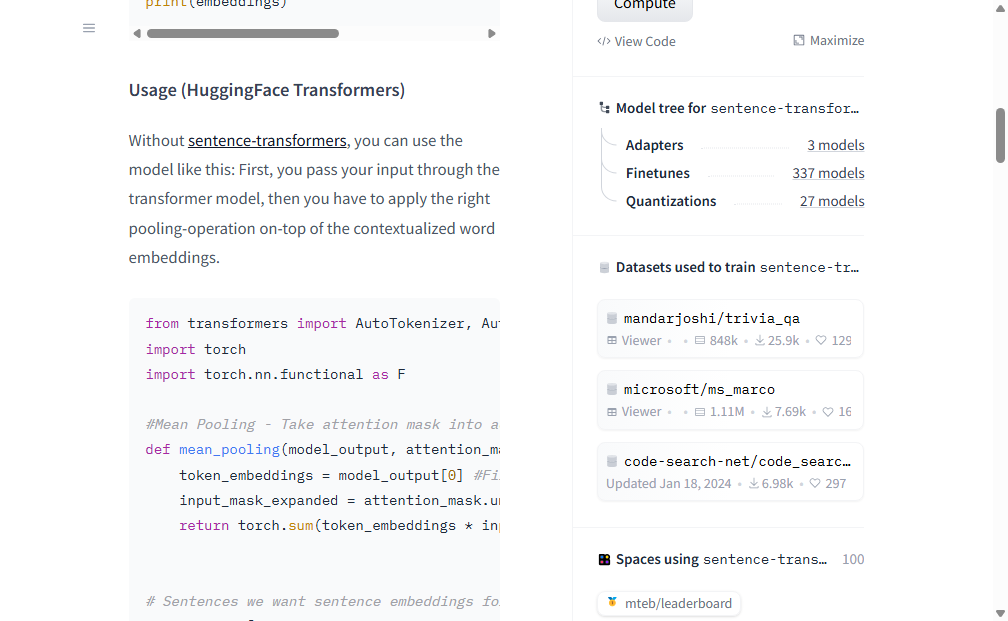 print(embeddings)
Usage (HuggingFace Transformers)
Without sentence-transformers, you can use the
model like this: First, you pass your input through the
transformer model, then you have to apply the right
pooling-operation on-top of the contextualized word
embeddings.
from transformers import AutoTokenizer,
import torch
import torch.nn.functional as F
#Mean Pooling - Take attention mask into
def mean_pooling(model_output,
token_embeddings = model_output[0]
input_mask_expanded =
return torch.sum(token_embeddings *
# Sentences we want sentence embeddings
Compute
</> View Code
Maximize
Model tree for sentence-transfor…
Adapters 3 models
Finetunes 337 models
Quantizations 27 models
Datasets used to train sentence-tr…
mandarjoshi/trivia_qa
Viewer • • 848k • 25.9k • 129
microsoft/ms_marco
Viewer • • 1.11M • 7.69k • 16
code-search-net/code_searc…
Updated Jan 18, 2024 • 6.98k • 297
Spaces using sentence-trans… 100
mteb/leaderboard